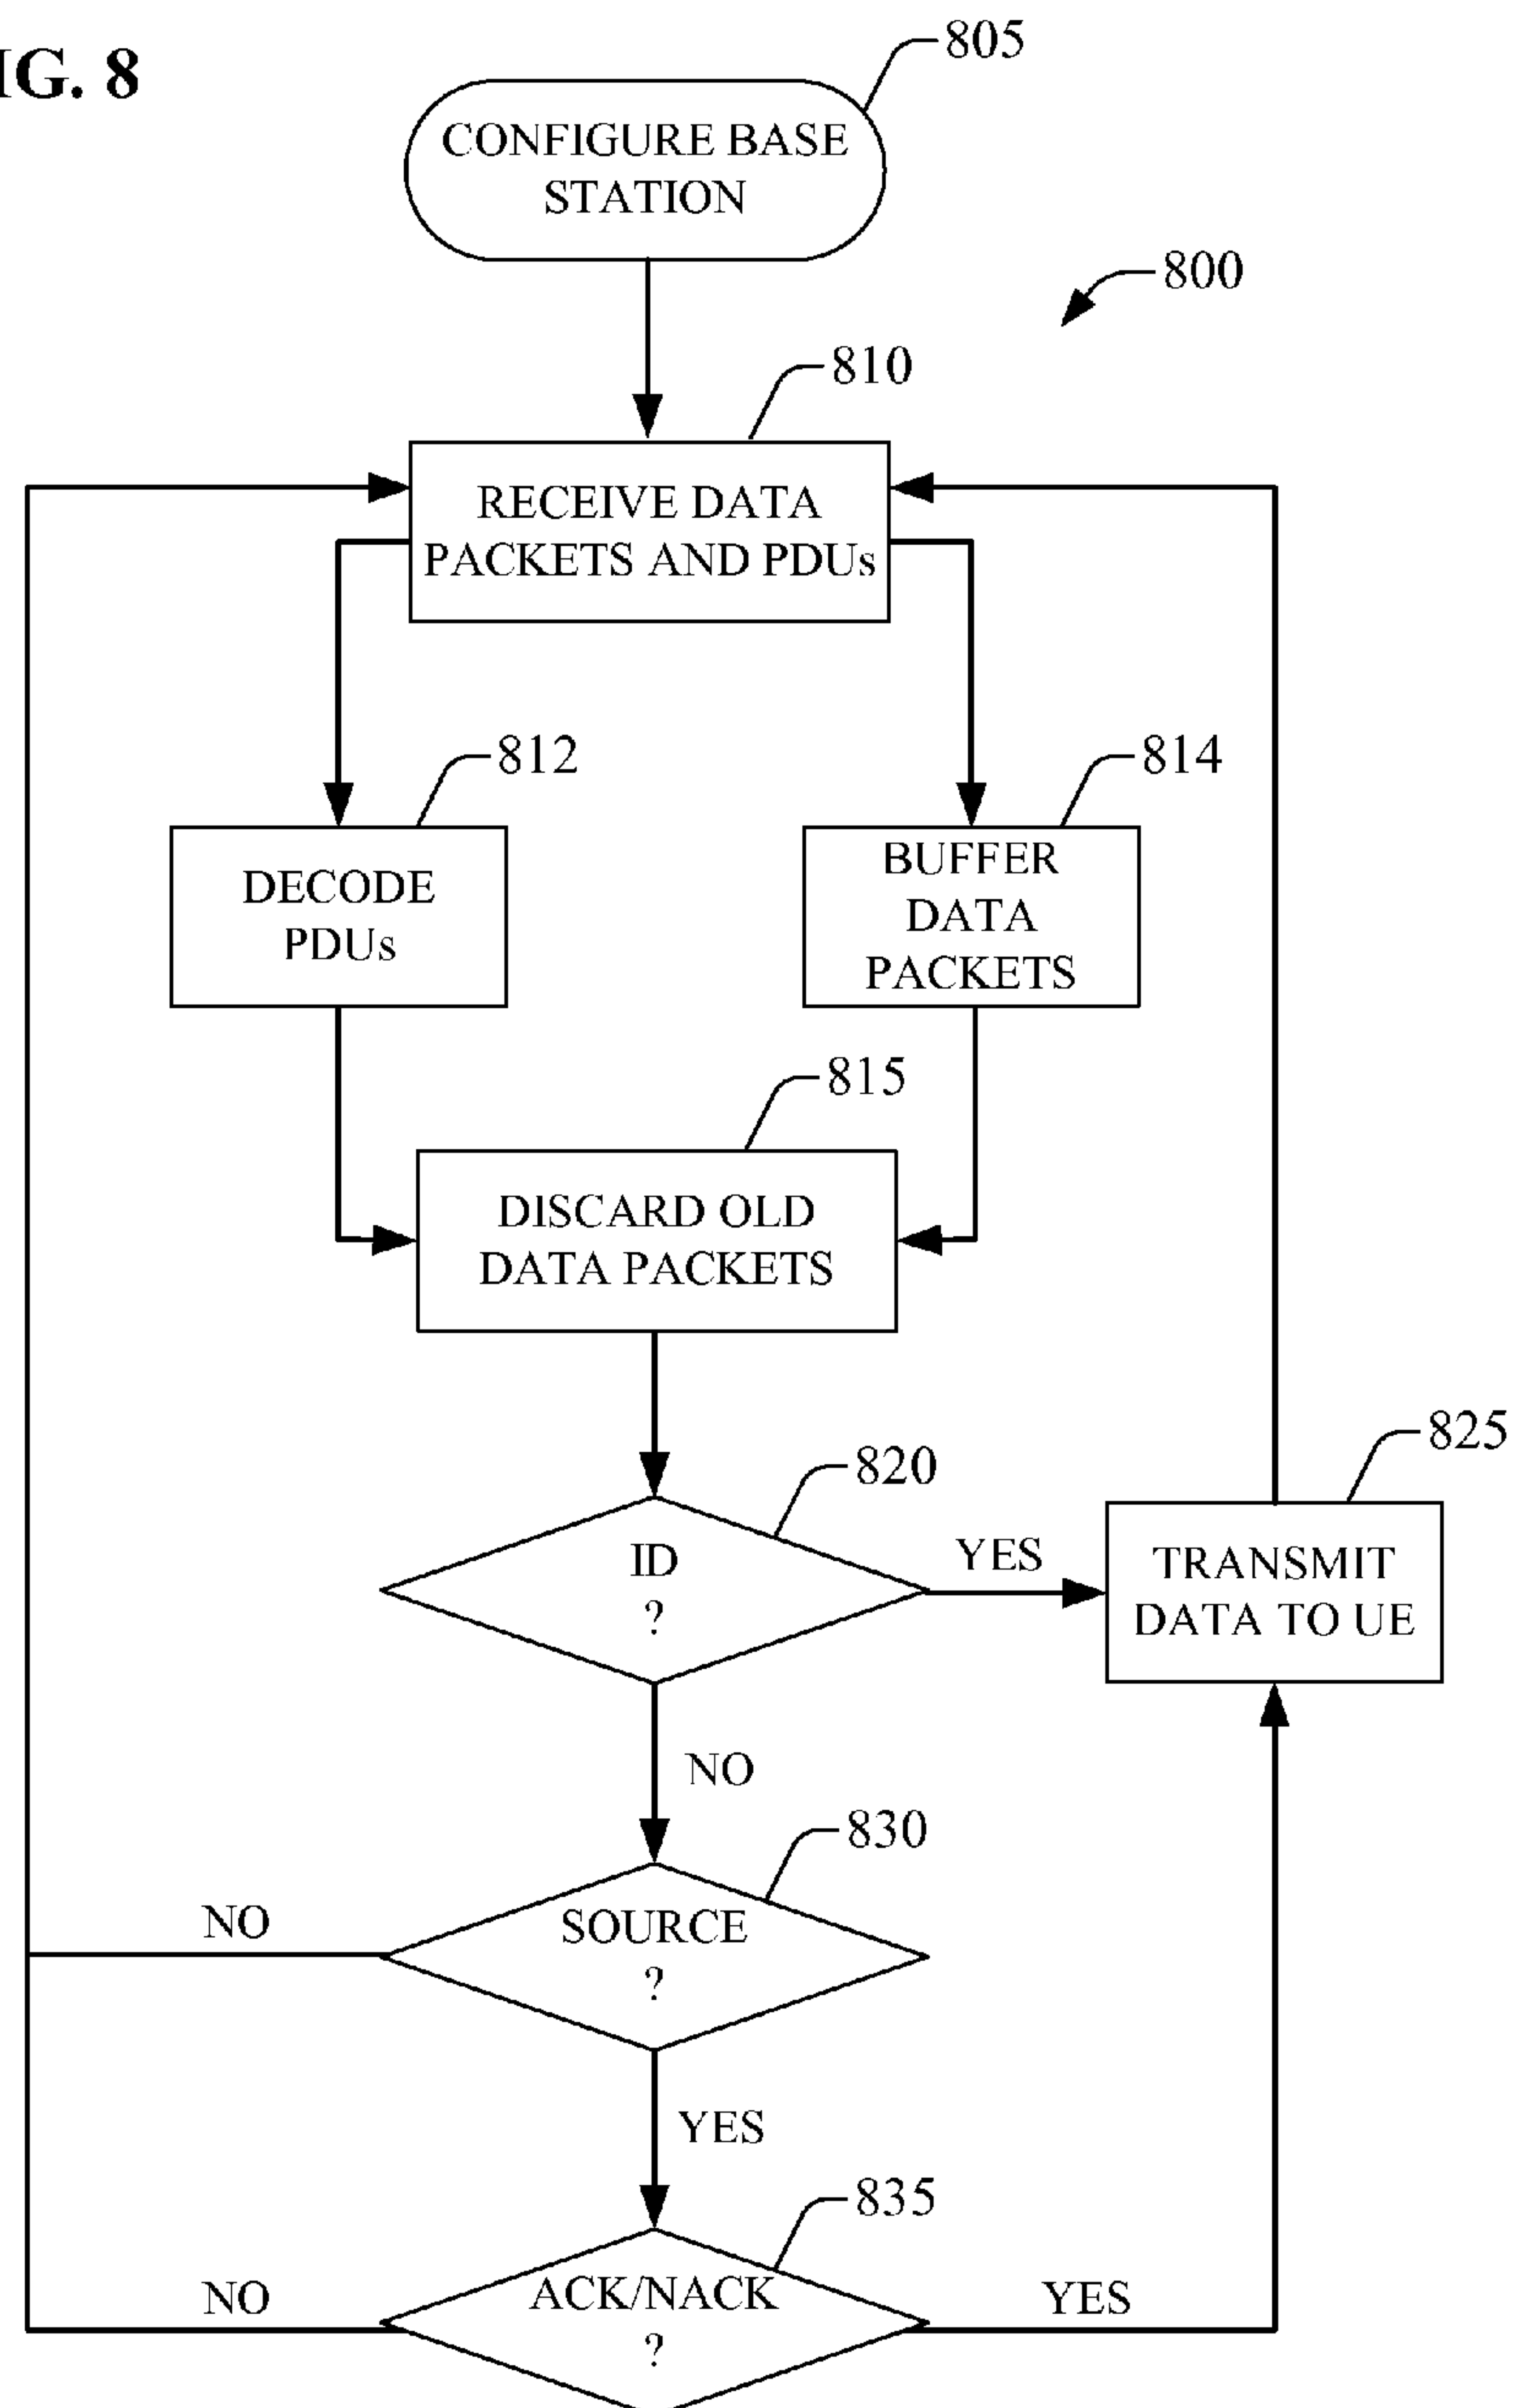 IG. 8
805
CONFIGURE BASE
STATION
800
810
RECEIVE DATA
PACKETS AND PDUs
812
814
DECODE
PDUs
BUFFER
DATA
PACKETS
815
DISCARD OLD
DATA PACKETS
820
825
ID
?
YES
TRANSMIT
DATA TO UE
NO
830
NO
SOURCE
?
YES
835
NO
ACK/NACK
?
YES